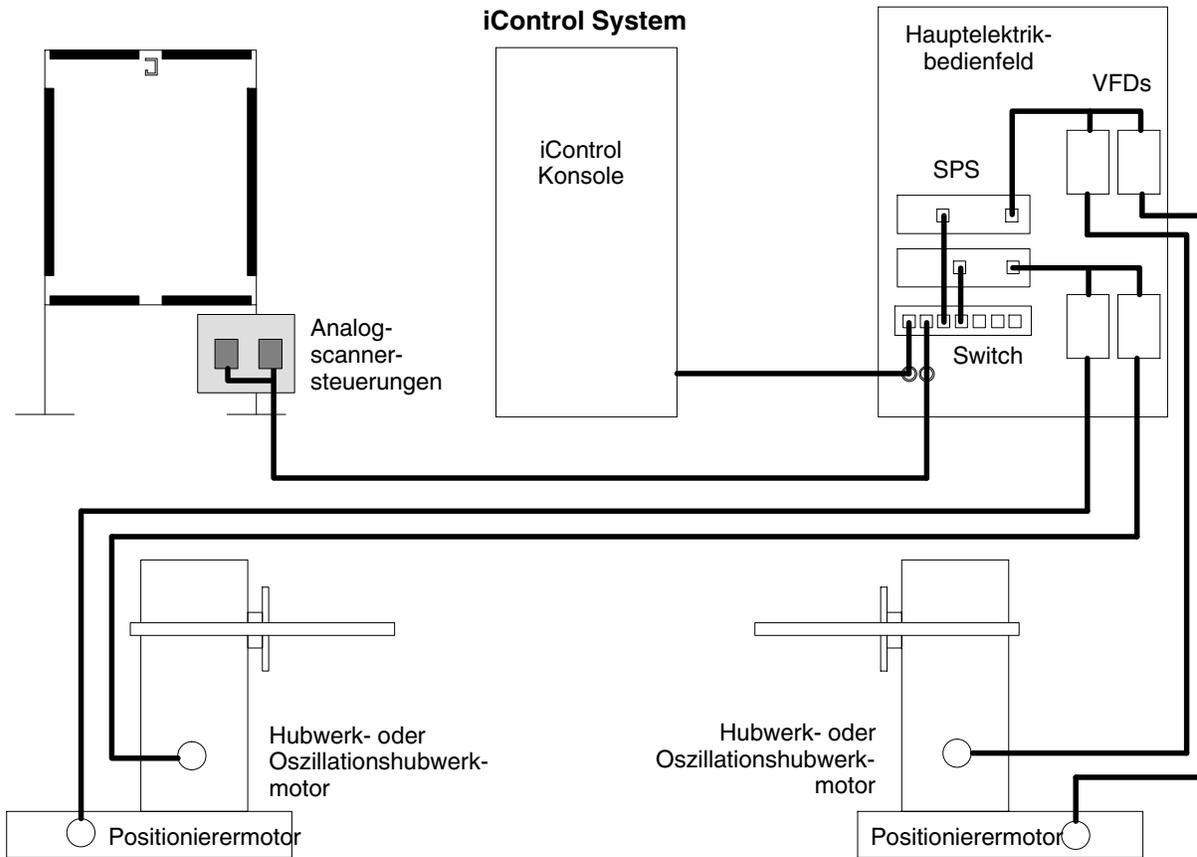 iControl System
Hauptelektrik-
bedienfeld
VFDs
iControl
Konsole
SPS
Analog-
scanner-
steuerungen
Switch
Hubwerk- oder
Oszillationshubwerk-
motor
Hubwerk- oder
Oszillationshubwerk-
motor
Positionierermotor
Positionierermotor